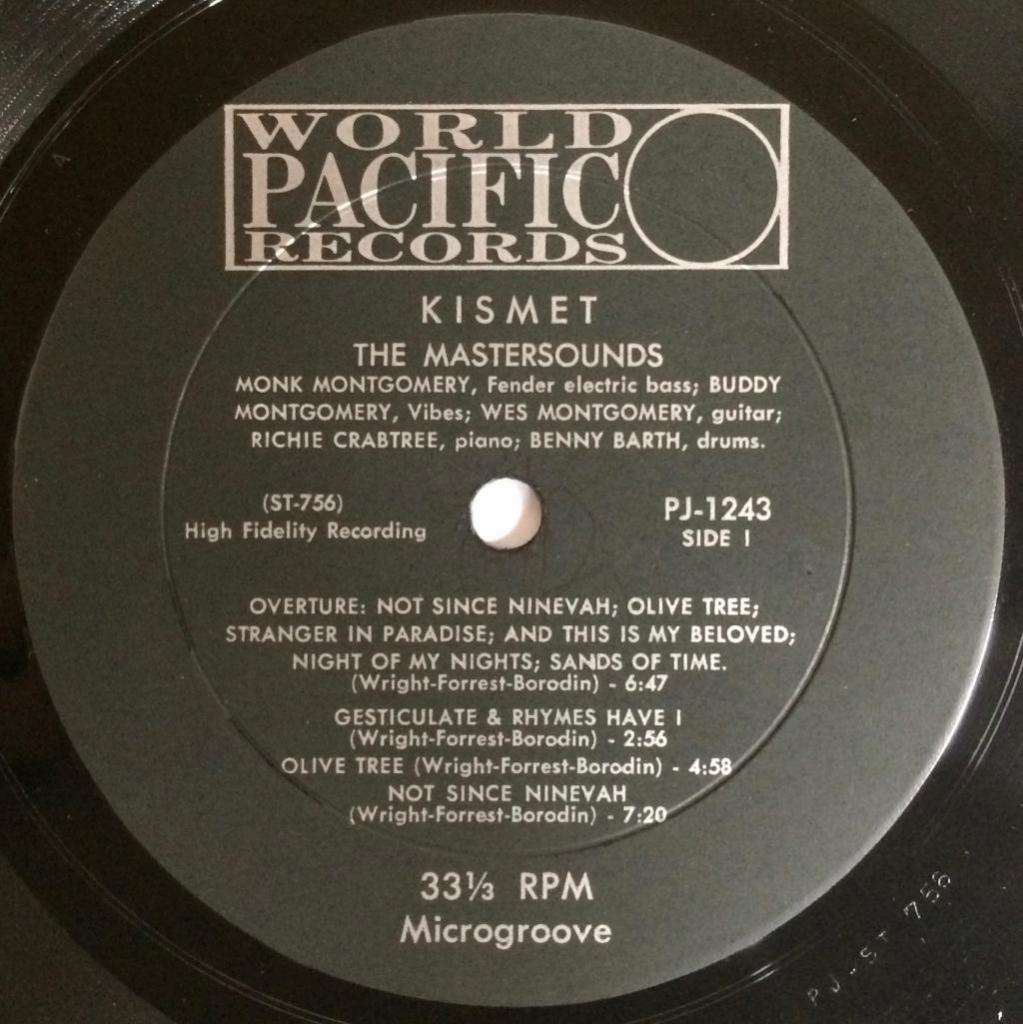 WORLD
PACIFIC
RECORDS
KISMET
THE MASTERSOUNDS
MONK MONTGOMERY, Fender electric bass; BUDDY
MONTGOMERY, Vibes; WES MONTGOMERY, guitar;
RICHIE CRABTREE, piano; BENNY BARTH, drums.
(ST-756)
High Fidelity Recording
PJ-1243
SIDE I
OVERTURE: NOT SINCE NINEVAH; OLIVE TREE;
STRANGER IN PARADISE; AND THIS IS MY BELOVED;
NIGHT OF MY NIGHTS; SANDS OF TIME.
(Wright-Forrest-Borodin) - 6:47
GESTICULATE & RHYMES HAVE I
(Wright-Forrest-Borodin) - 2:56
OLIVE TREE (Wright-Forrest-Borodin) - 4:58
NOT SINCE NINEVAH
(Wright-Forrest-Borodin) - 7:20
33⅓ RPM
Microgroove
PJ-ST 756